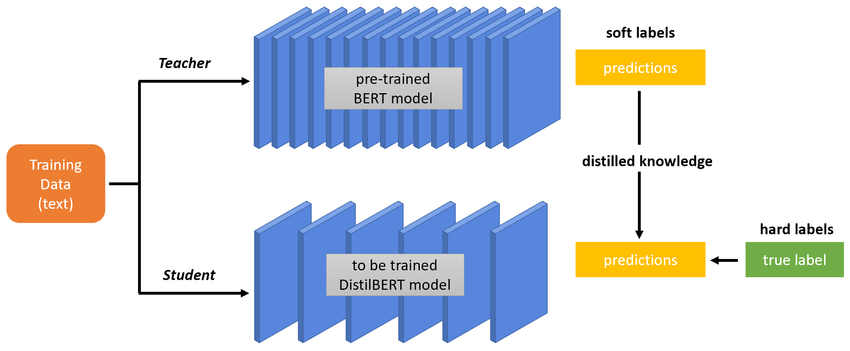 Teacher
pre-trained
BERT model
soft labels
predictions
Training
Data
(text)
distilled knowledge
Student
to be trained
DistilBERT model
predictions
hard labels
true label